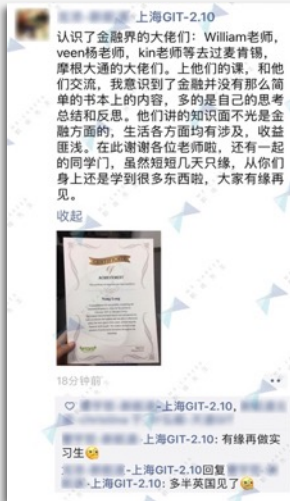 -上海GIT-2.10
认识了金融界的大佬们：William老师，
veen杨老师，kin老师等去过麦肯锡，
摩根大通的大佬们。上他们的课，和他
们交流，我意识到了金融并没有那么简
单的书本上的内容，多的是自己的思考
总结和反思。他们讲的知识面不光是金
融方面的，生活各方面均有涉及，收益
匪浅。在此谢谢各位老师啦，还有一起
的同学门，虽然短短几天只缘，从你们
身上还是学到很多东西啦，大家有缘再
见。
收起
CERTIFICATE
of
ACHIEVEMENT
18分钟前
-上海GIT-2.10,
-上海GIT-2.10: 有缘再做实
习生
-上海GIT-2.10回复
-上海GIT-2.10: 多半英国见了